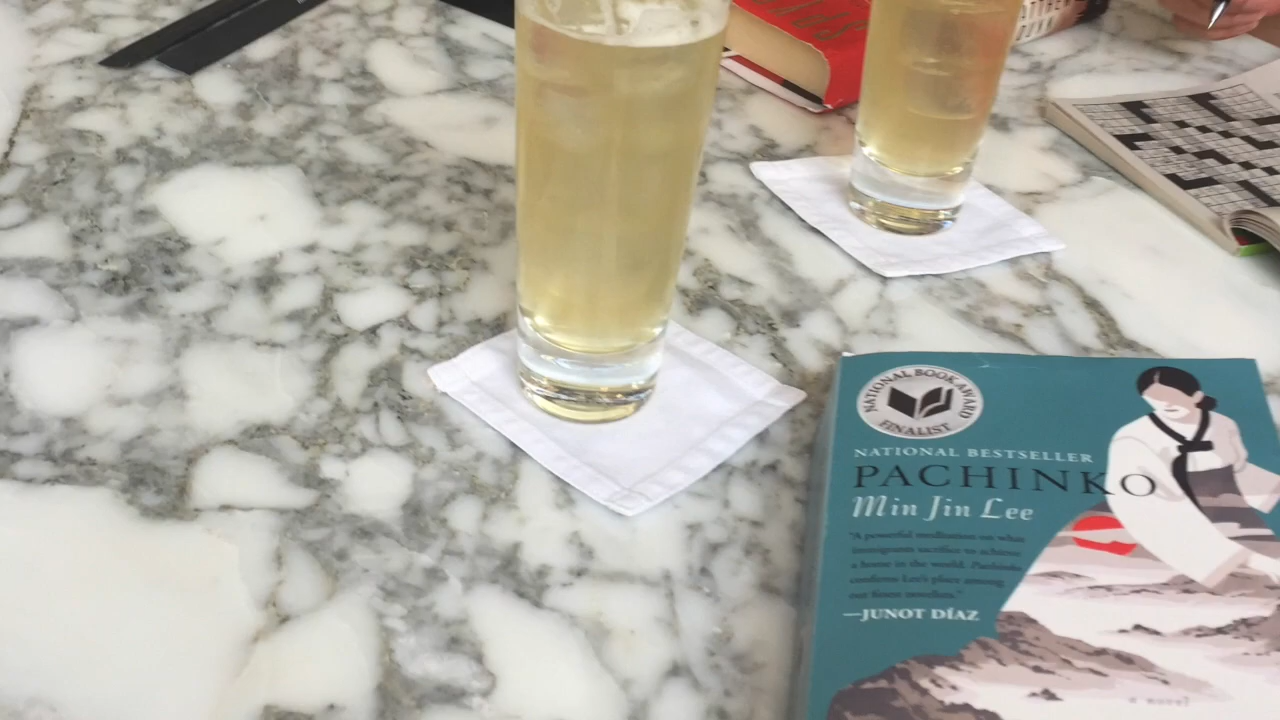 NATIONAL BOOK AWARD
FINALIST
NATIONAL BESTSELLER
PACHINKO
Min Jin Lee
"A powerful meditation on what
immigrants sacrifice to achieve
a home in the world. Pachinko
confirms Lee's place among
our finest novelists."
—JUNOT DÍAZ
a novel